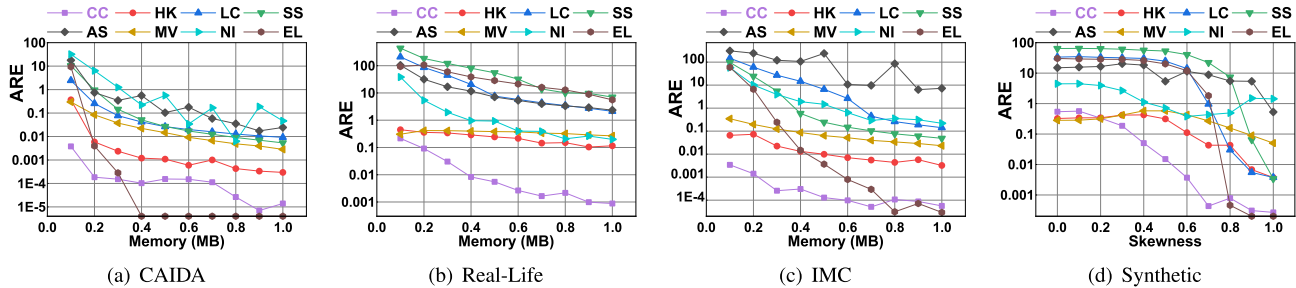 CC HK LC SS
AS MV NI EL
ARE
100
10
1
0.1
0.01
0.001
1E-4
1E-5
0.0 0.2 0.4 0.6 0.8 1.0
Memory (MB)
(a) CAIDA
CC HK LC SS
AS MV NI EL
ARE
100
10
1
0.1
0.01
0.001
0.0 0.2 0.4 0.6 0.8 1.0
Memory (MB)
(b) Real-Life
CC HK LC SS
AS MV NI EL
ARE
100
10
1
0.1
0.01
0.001
1E-4
0.0 0.2 0.4 0.6 0.8 1.0
Memory (MB)
(c) IMC
CC HK LC SS
AS MV NI EL
ARE
100
10
1
0.1
0.01
0.001
0.0 0.2 0.4 0.6 0.8 1.0
Skewness
(d) Synthetic